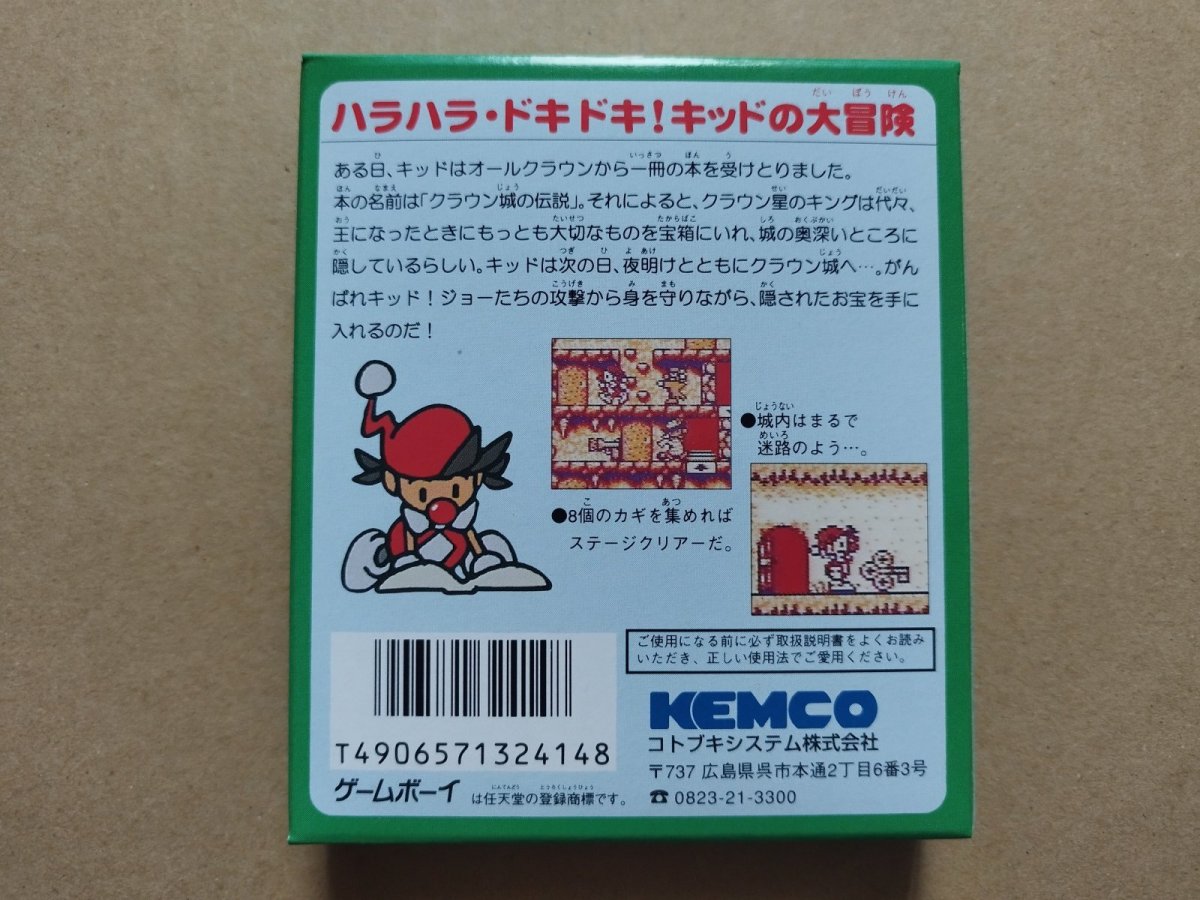 ハラハラ・ドキドキ!キッドの大冒険
ある日、キッドはオールクラウンから一冊の本を受けとりました。
本の名前は「クラウン城の伝説」。それによると、クラウン星のキングは代々、
王になったときにもっとも大切なものを宝箱にいれ、城の奥深いところに
隠しているらしい。キッドは次の日、夜明けとともにクラウン城へ…。がん
ばれキッド!ジョーたちの攻撃から身を守りながら、隠されたお宝を手に
入れるのだ!
●城内はまるで
迷路のよう…。
●8個のカギを集めれば
ステージクリアーだ。
ご使用になる前に必ず取扱説明書をよくお読み
いただき、正しい使用法でご愛用ください。
KEMCO
コトブキシステム株式会社
〒737 広島県呉市本通2丁目6番3号
☎ 0823-21-3300
T4906571324148
ゲームボーイ は任天堂の登録商標です。